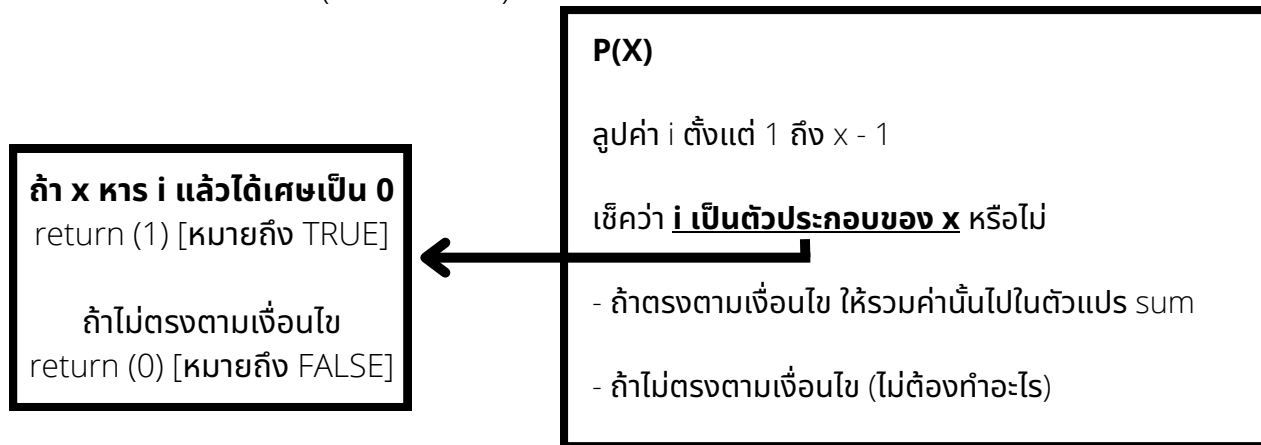 P(X)
ลูปค่า i ตั้งแต่ 1 ถึง x - 1
เช็คว่า i เป็นตัวประกอบของ x หรือไม่
- ถ้าตรงตามเงื่อนไข ให้รวมค่านั้นไปในตัวแปร sum
- ถ้าไม่ตรงตามเงื่อนไข (ไม่ต้องทำอะไร)
ถ้า x หาร i แล้วได้เศษเป็น 0
return (1) [หมายถึง TRUE]
ถ้าไม่ตรงตามเงื่อนไข
return (0) [หมายถึง FALSE]